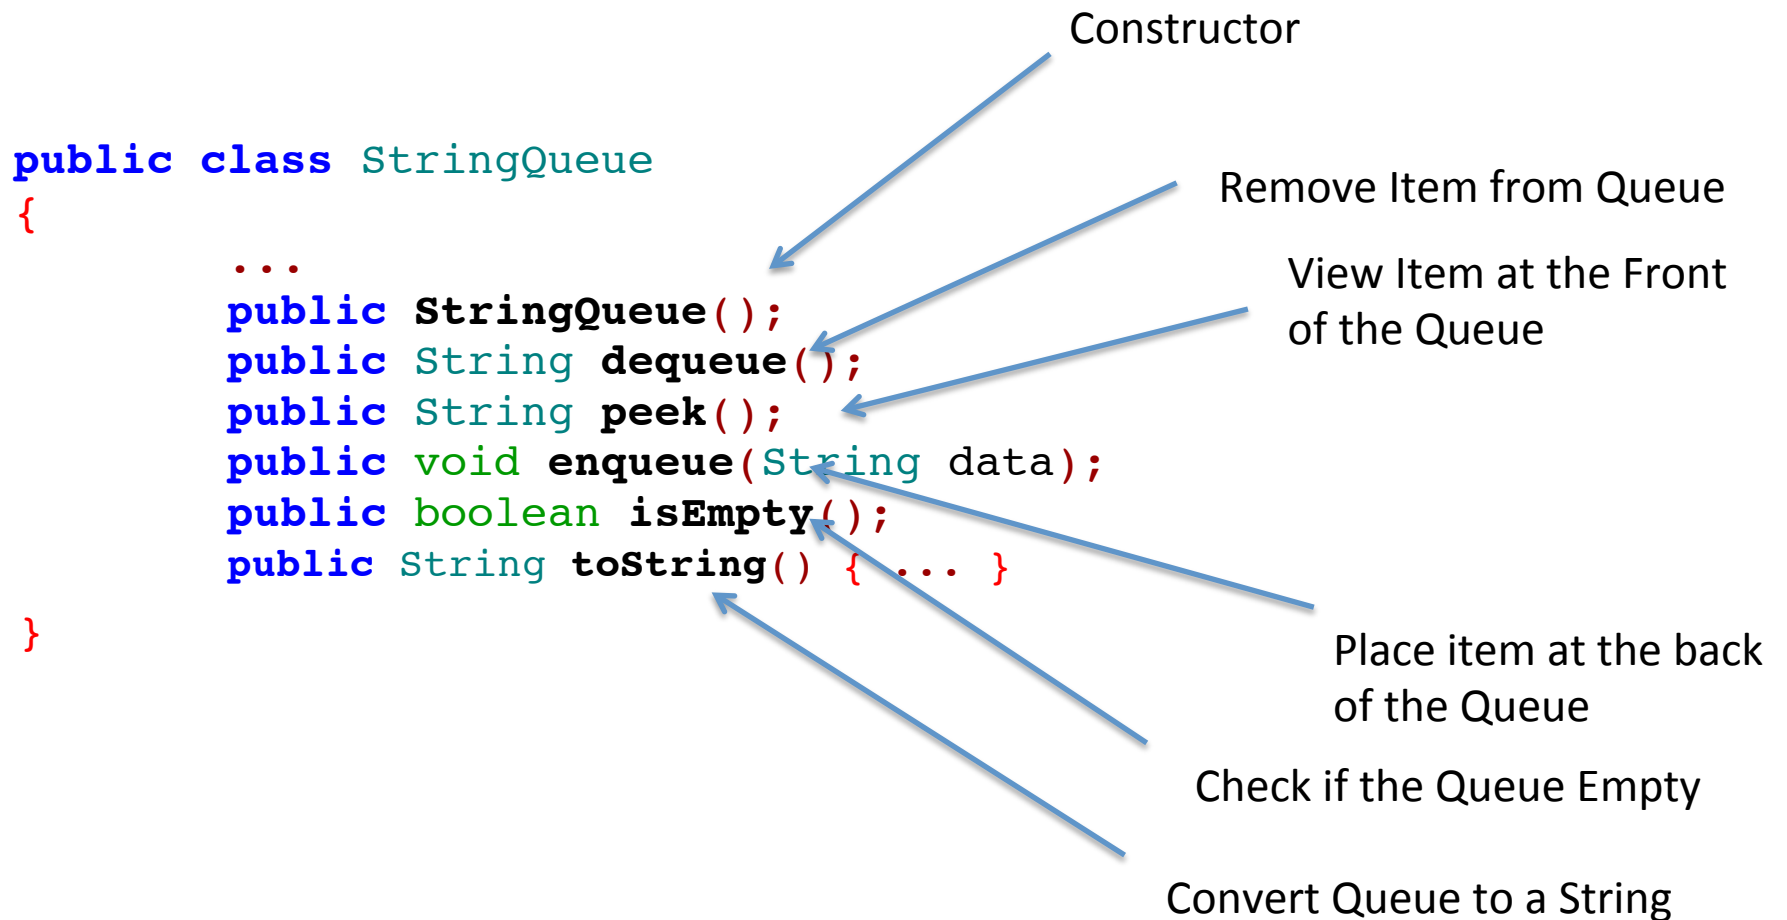 Constructor
public class StringQueue
{
Remove Item from Queue
...
View Item at the Front
of the Queue
public StringQueue();
public String dequeue();
public String peek();
public void enqueue(String data);
public boolean isEmpty();
public String toString() { ... }
}
Place item at the back
of the Queue
Check if the Queue Empty
Convert Queue to a String